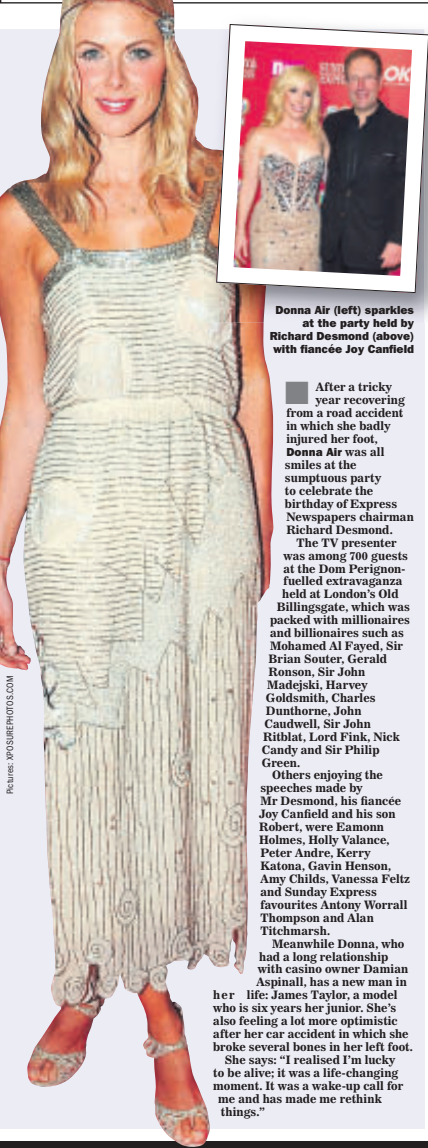 OK
Donna Air (left) sparkles
at the party held by
Richard Desmond (above)
with fiancée Joy Canfield
After a tricky
year recovering
from a road accident
in which she badly
injured her foot,
Donna Air was all
smiles at the
sumptuous party
to celebrate the
birthday of Express
Newspapers chairman
Richard Desmond.
The TV presenter
was among 700 guests
at the Dom Perignon-
fuelled extravaganza
held at London's Old
Billingsgate, which was
packed with millionaires
and billionaires such as
Mohamed Al Fayed, Sir
Brian Souter, Gerald
Ronson, Sir John
Madejski, Harvey
Goldsmith, Charles
Dunthorne, John
Caudwell, Sir John
Ritblat, Lord Fink, Nick
Candy and Sir Philip
Green.
Others enjoying the
speeches made by
Mr Desmond, his fiancée
Joy Canfield and his son
Robert, were Eamonn
Holmes, Holly Valance,
Peter Andre, Kerry
Katona, Gavin Henson,
Amy Childs, Vanessa Feltz
and Sunday Express
favourites Antony Worrall
Thompson and Alan
Titchmarsh.
Meanwhile Donna, who
had a long relationship
with casino owner Damian
Aspinall, has a new man in
her life: James Taylor, a model
who is six years her junior. She's
also feeling a lot more optimistic
after her car accident in which she
broke several bones in her left foot.
She says: “I realised I'm lucky
to be alive; it was a life-changing
moment. It was a wake-up call for
me and has made me rethink
things.”
Pictures: XPOSUREPHOTOS.COM